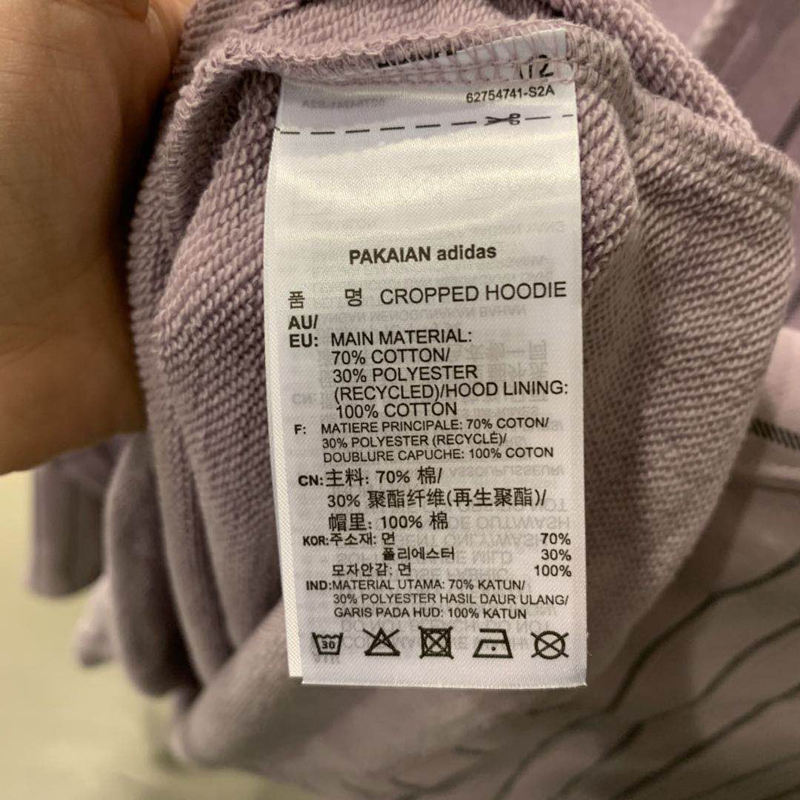 62754741-S2A
PAKAIAN adidas
품 명 CROPPED HOODIE
AU/
EU: MAIN MATERIAL:
70% COTTON/
30% POLYESTER
(RECYCLED)/HOOD LINING:
100% COTTON
F: MATIERE PRINCIPALE: 70% COTON/
30% POLYESTER (RECYCLÉ)/
DOUBLURE CAPUCHE: 100% COTON
CN:主料: 70% 棉/
30% 聚酯纤维(再生聚酯)/
帽里: 100% 棉
KOR:주소재: 면 70%
폴리에스터 30%
모자안감: 면 100%
IND:MATERIAL UTAMA: 70% KATUN/
30% POLYESTER HASIL DAUR ULANG/
GARIS PADA HUD: 100% KATUN
30